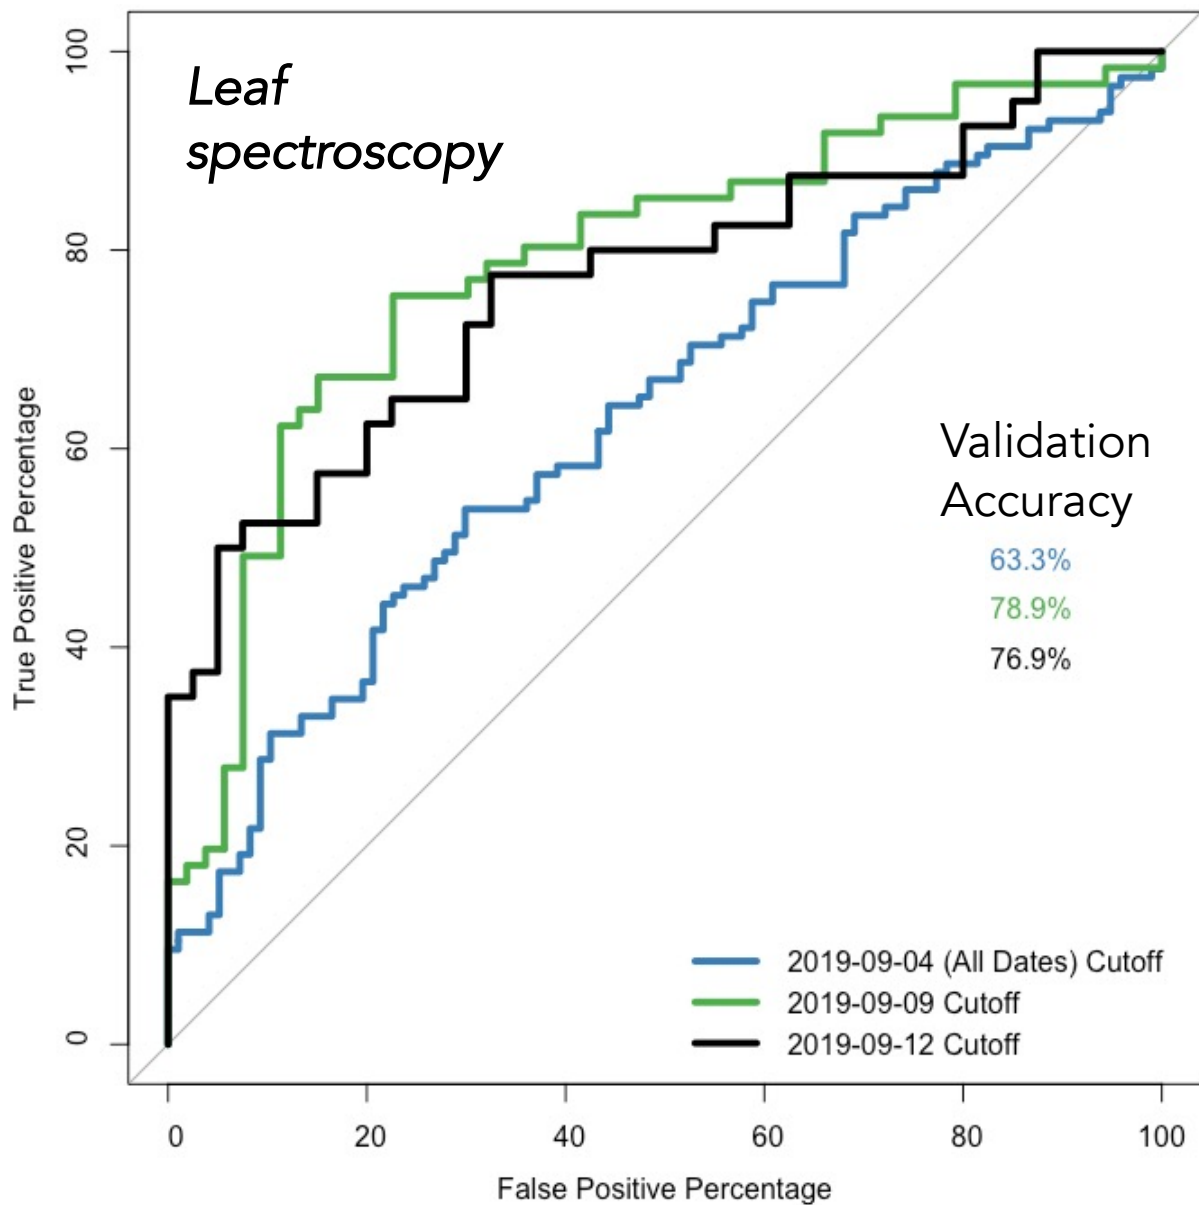 Leaf
spectroscopy
100
80
60
40
20
0
True Positive Percentage
Validation
Accuracy
63.3%
78.9%
76.9%
2019-09-04 (All Dates) Cutoff
2019-09-09 Cutoff
2019-09-12 Cutoff
0 20 40 60 80 100
False Positive Percentage